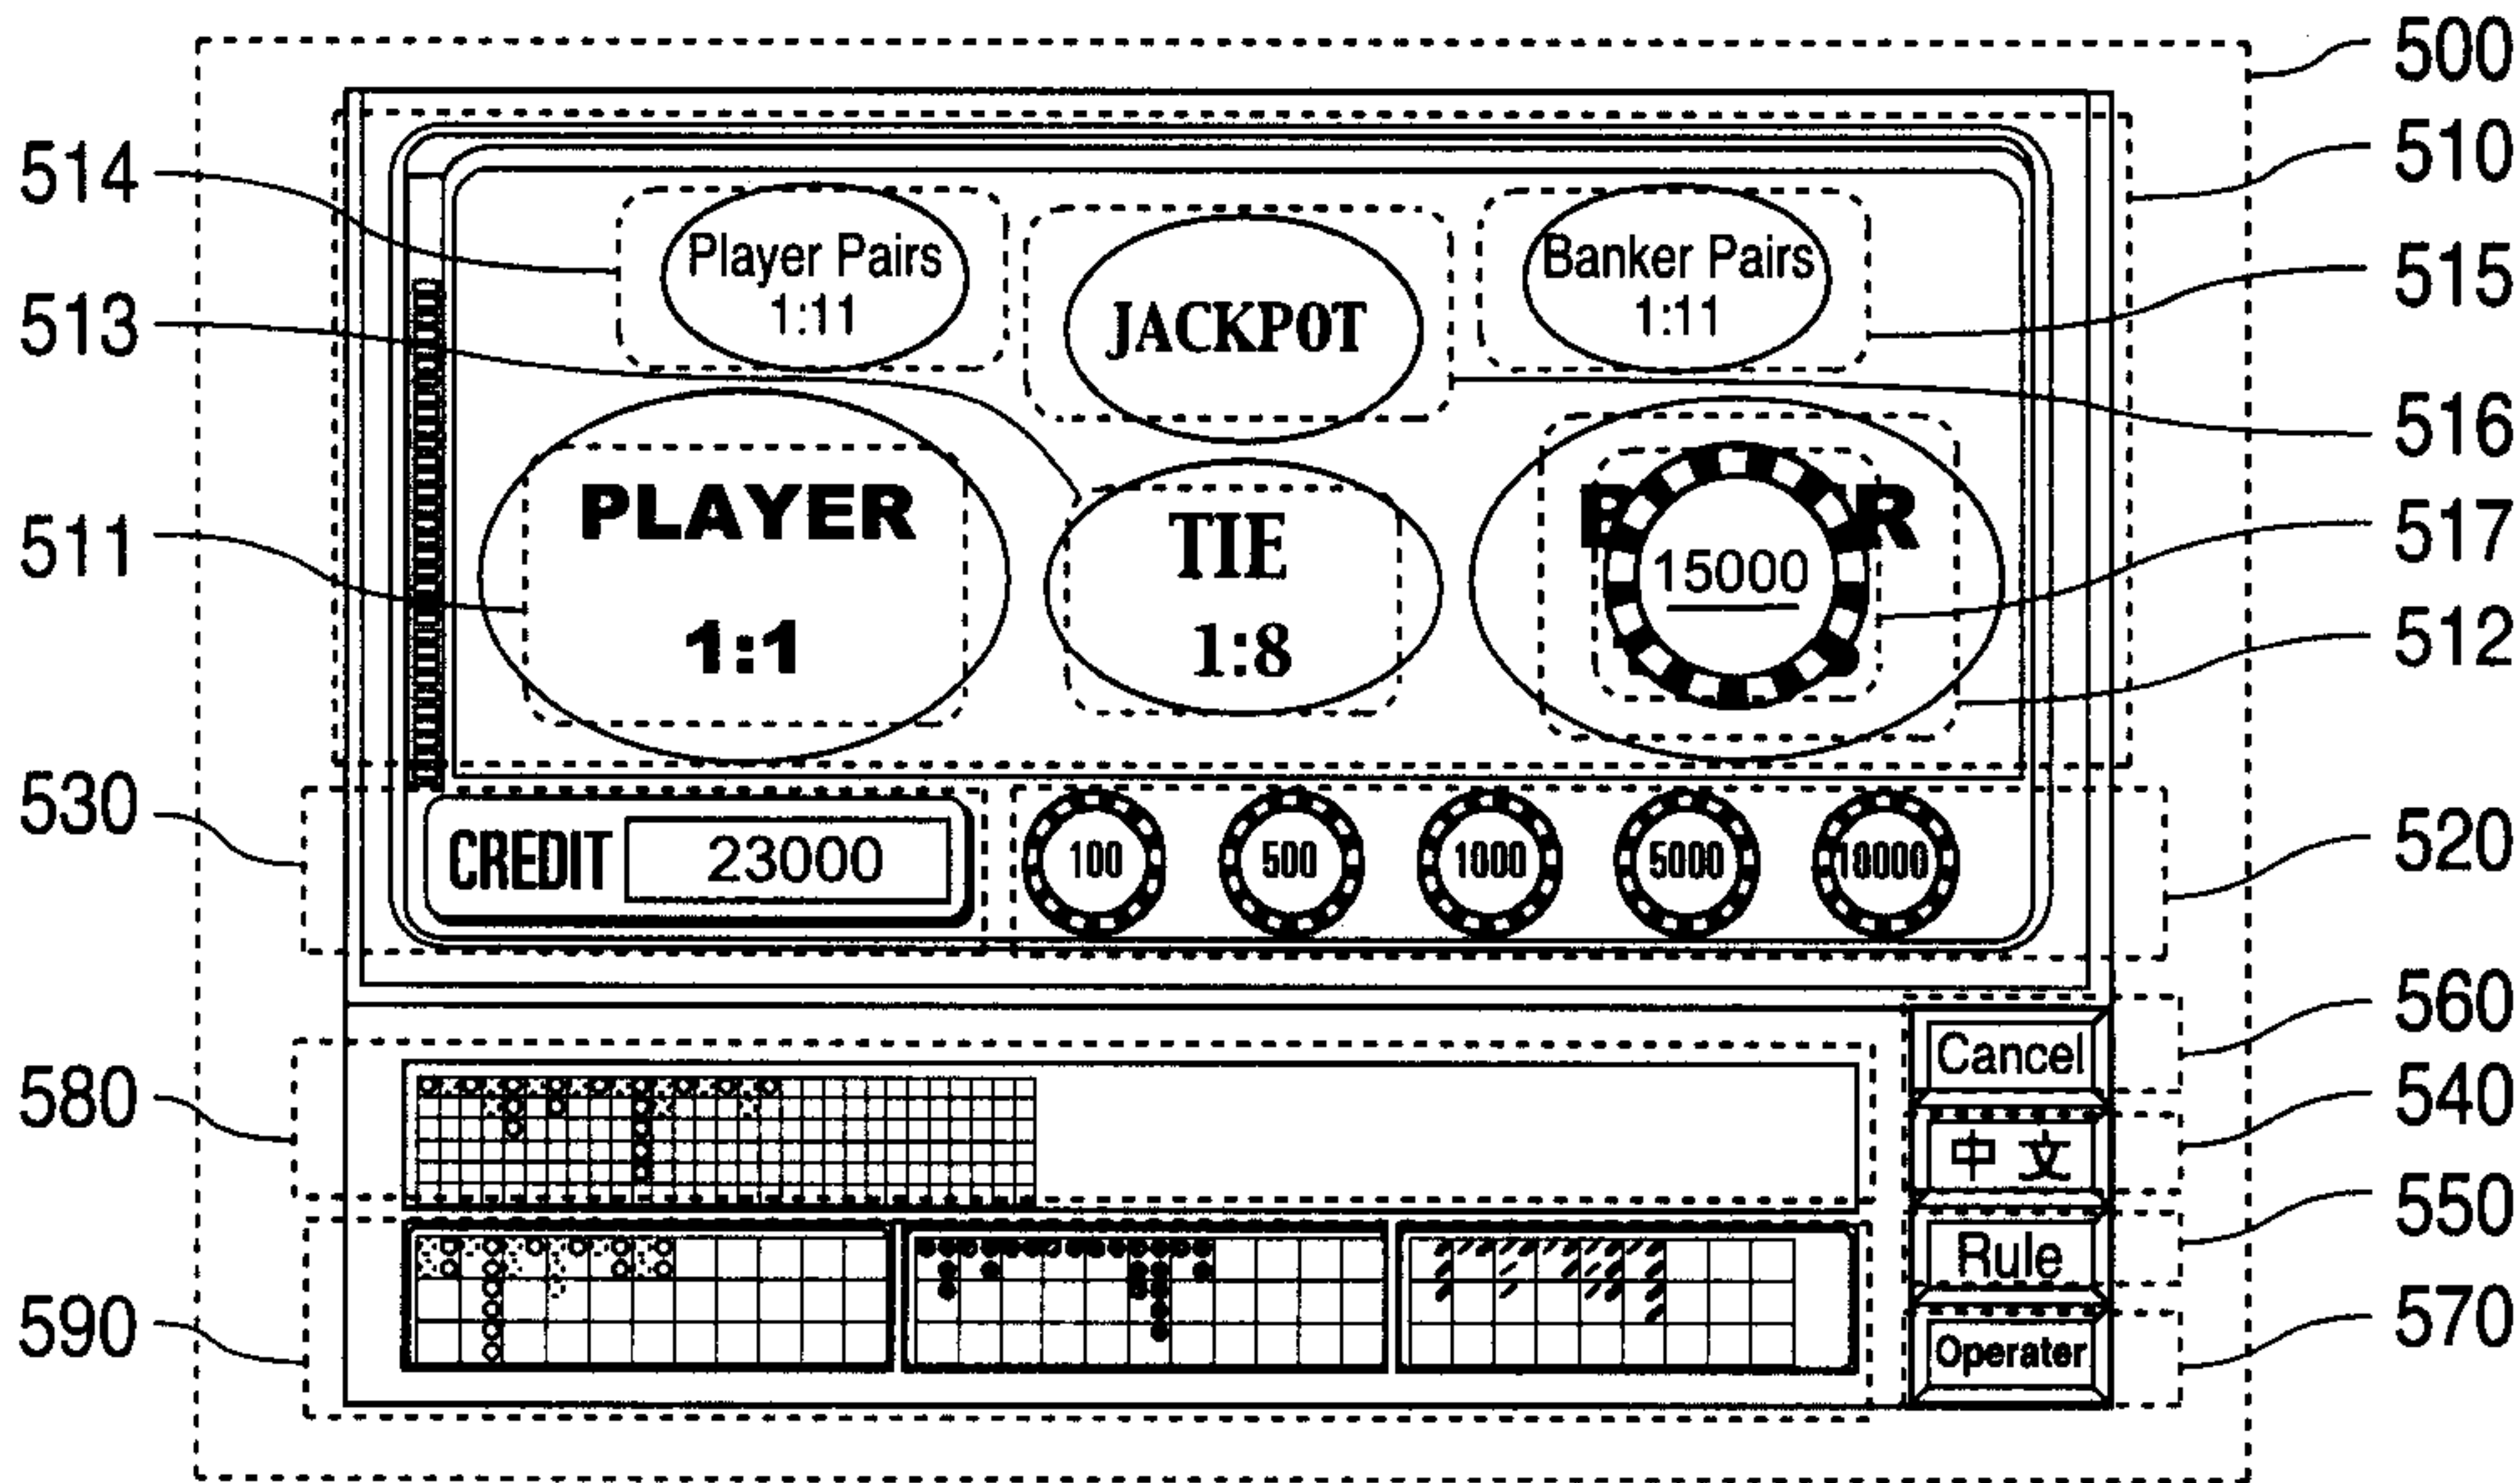 500
510
514
Player Pairs
1:11
JACKPOT
Banker Pairs
1:11
515
513
516
PLAYER
1:1
TIE
1:8
15000
517
511
512
530
CREDIT 23000
100 500 1000 5000 10000
520
560
Cancel
580
540
中文
550
Rule
590
570
Operater